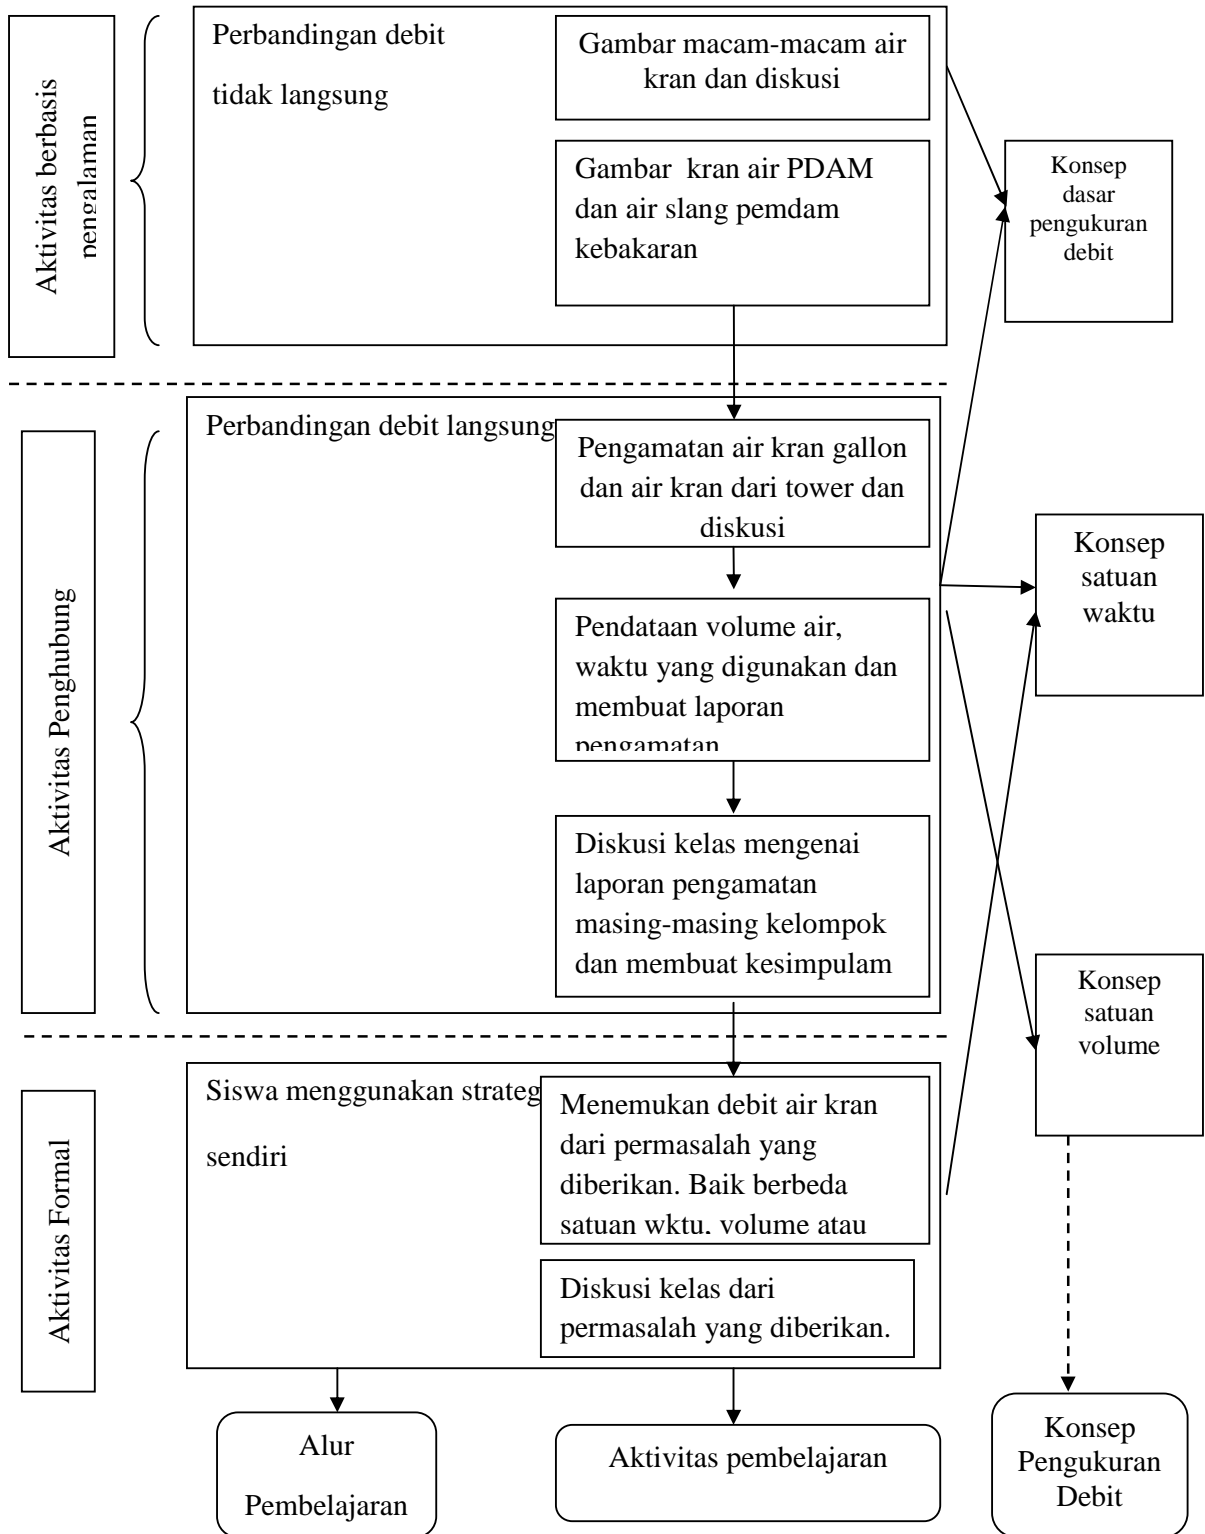 Aktivitas berbasis
pengalaman
Perbandingan debit
tidak langsung
Gambar macam-macam air
kran dan diskusi
Gambar kran air PDAM
dan air slang pemdam
kebakaran
Konsep
dasar
pengukuran
debit
Aktivitas Penghubung
Perbandingan debit langsung
Pengamatan air kran gallon
dan air kran dari tower dan
diskusi
Pendataan volume air,
waktu yang digunakan dan
membuat laporan
pengamatan
Diskusi kelas mengenai
laporan pengamatan
masing-masing kelompok
dan membuat kesimpulam
Konsep
satuan
waktu
Konsep
satuan
volume
Aktivitas Formal
Siswa menggunakan strateg
sendiri
Menemukan debit air kran
dari permasalah yang
diberikan. Baik berbeda
satuan wktu, volume atau
Diskusi kelas dari
permasalah yang diberikan.
Alur
Pembelajaran
Aktivitas pembelajaran
Konsep
Pengukuran
Debit